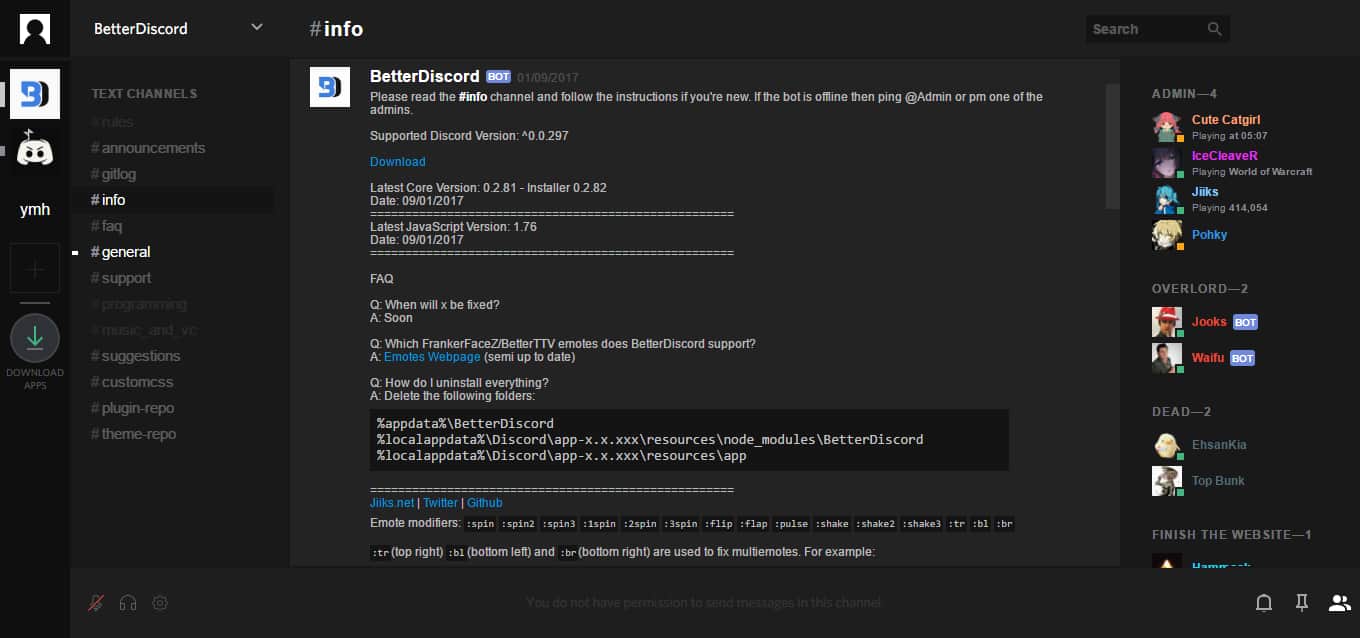 BetterDiscord
#info
Search
ymh
DOWNLOAD
APPS
TEXT CHANNELS
#rules
#announcements
#gitlog
#info
#faq
#general
#support
#programming
#music_and_vc
#suggestions
#customcss
#plugin-repo
#theme-repo
BetterDiscord BOT 01/09/2017
Please read the #info channel and follow the instructions if you're new. If the bot is offline then ping @Admin or pm one of the
admins.
Supported Discord Version: ^0.0.297
Download
Latest Core Version: 0.2.81 - Installer 0.2.82
Date: 09/01/2017
====================================================
Latest JavaScript Version: 1.76
Date: 09/01/2017
====================================================
FAQ
Q: When will x be fixed?
A: Soon
Q: Which FrankerFaceZ/BetterTTV emotes does BetterDiscord support?
A: Emotes Webpage (semi up to date)
Q: How do I uninstall everything?
A: Delete the following folders:
%appdata%\BetterDiscord
%localappdata%\Discord\app-x.x.xxx\resources\node_modules\BetterDiscord
%localappdata%\Discord\app-x.x.xxx\resources\app
====================================================
Jiiks.net | Twitter | Github
Emote modifiers: :spin :spin2 :spin3 :1spin :2spin :3spin :flip :flap :pulse :shake :shake2 :shake3 :tr :bl :br
:tr (top right) :bl (bottom left) and :br (bottom right) are used to fix multiemotes. For example:
You do not have permission to send messages in this channel.
ADMIN—4
Cute Catgirl
Playing at 05:07
IceCleaveR
Playing World of Warcraft
Jiiks
Playing 414,054
Pohky
OVERLORD—2
Jooks BOT
Waifu BOT
DEAD—2
EhsanKia
Top Bunk
FINISH THE WEBSITE—1